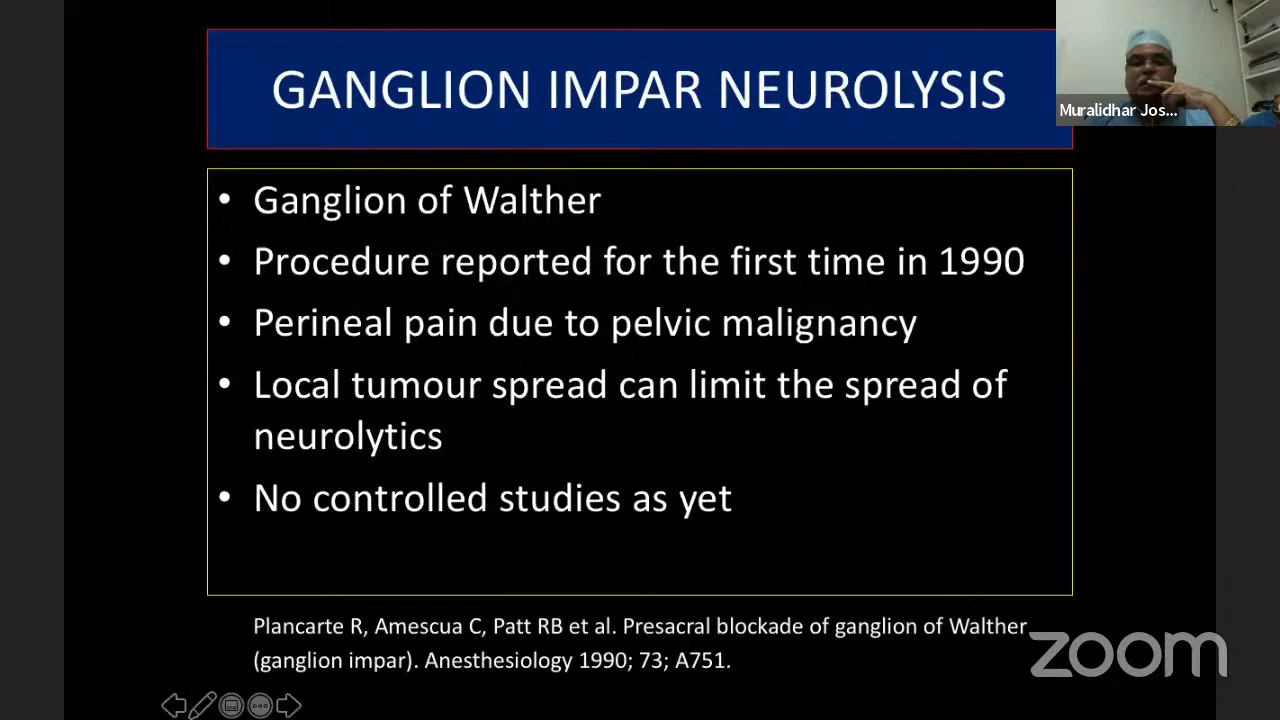 GANGLION IMPAR NEUROLYSIS
Muralidhar Jos...
• Ganglion of Walther
• Procedure reported for the first time in 1990
• Perineal pain due to pelvic malignancy
• Local tumour spread can limit the spread of
neurolytics
• No controlled studies as yet
Plancarte R, Amescua C, Patt RB et al. Presacral blockade of ganglion of Walther
(ganglion impar). Anesthesiology 1990; 73; A751.
zoom